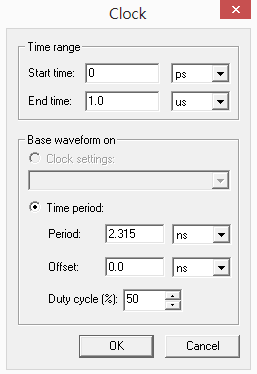 Clock
Time range
Start time: 0 ps
End time: 1.0 us
Base waveform on
Clock settings:
Time period:
Period: 2.315 ns
Offset: 0.0 ns
Duty cycle (%): 50
OK Cancel